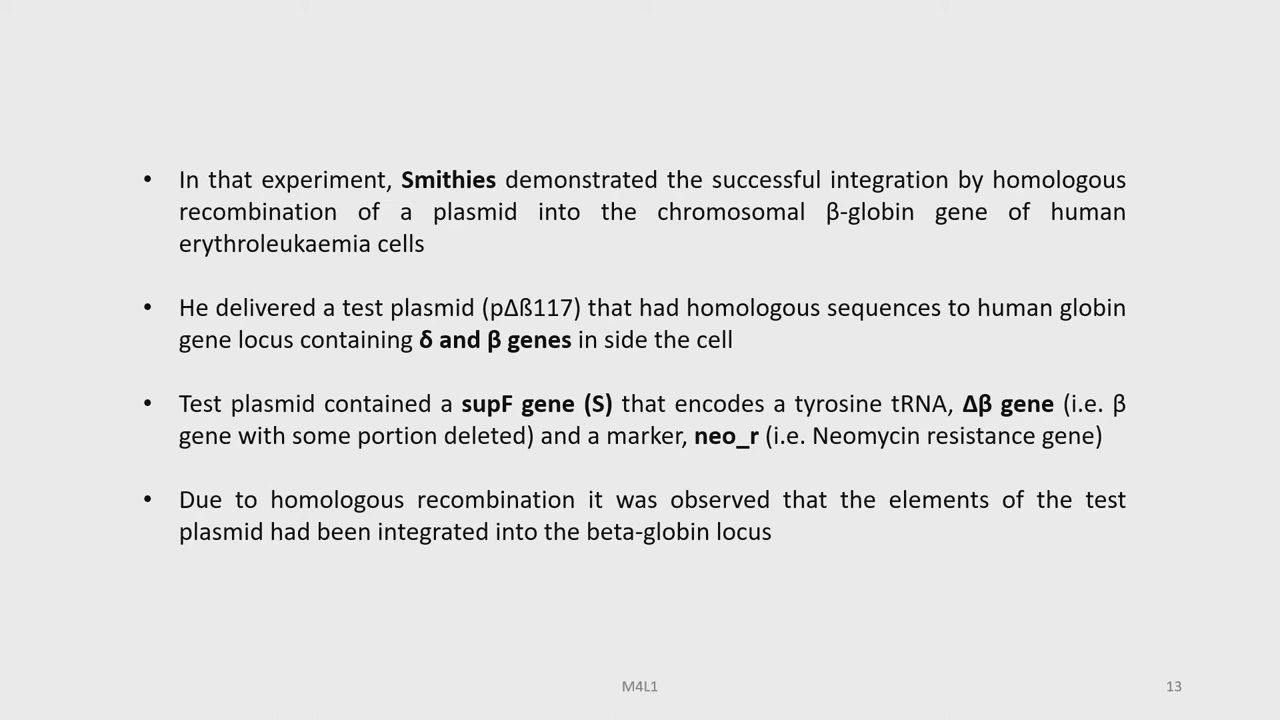 • In that experiment, Smithies demonstrated the successful integration by homologous
recombination of a plasmid into the chromosomal β-globin gene of human
erythroleukaemia cells
• He delivered a test plasmid (pΔß117) that had homologous sequences to human globin
gene locus containing δ and β genes in side the cell
• Test plasmid contained a supF gene (S) that encodes a tyrosine tRNA, Δβ gene (i.e. β
gene with some portion deleted) and a marker, neo_r (i.e. Neomycin resistance gene)
• Due to homologous recombination it was observed that the elements of the test
plasmid had been integrated into the beta-globin locus
M4L1
13